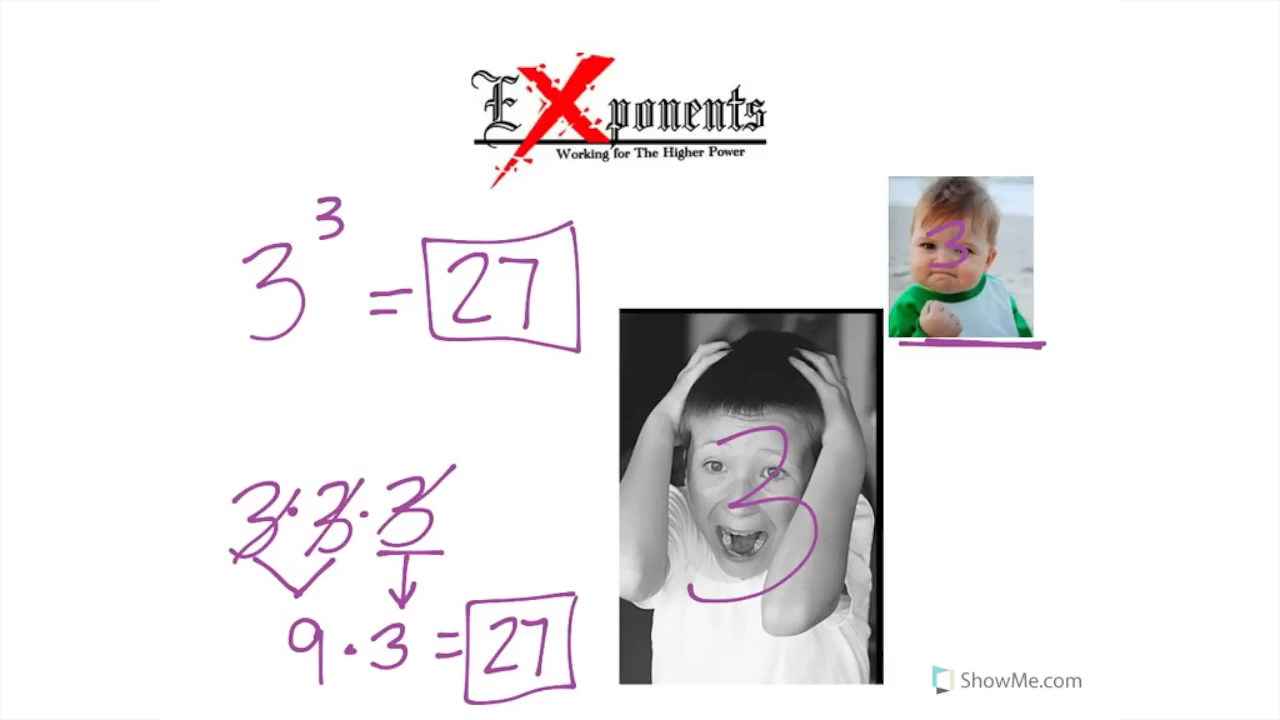 Exponents
Working for The Higher Power
3³ = 27
3
3
3·3·3
9·3 = 27
ShowMe.com